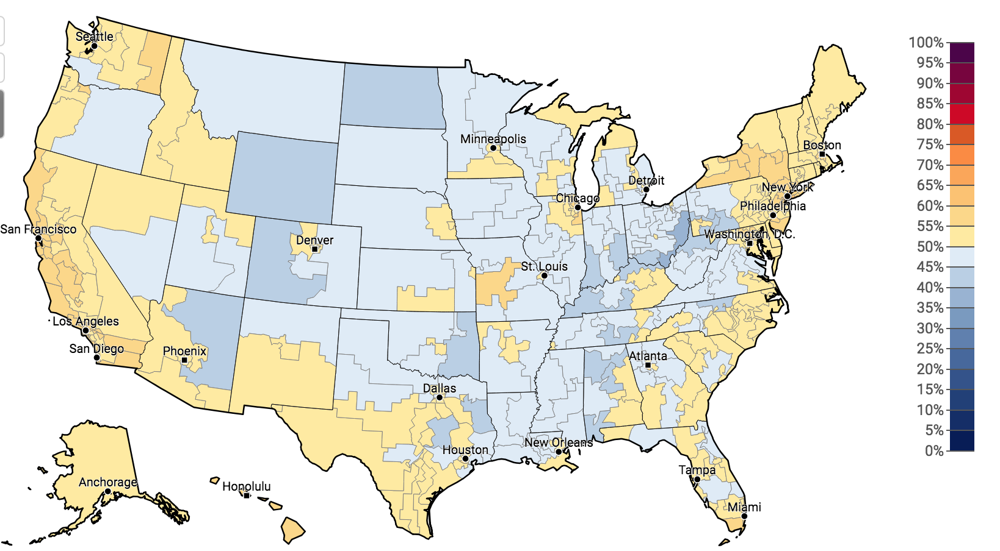 Seattle
Minneapolis
Boston
Detroit
New York
Chicago
Philadelphia
San Francisco
Denver
Washington, D.C.
St. Louis
Los Angeles
San Diego
Phoenix
Atlanta
Dallas
New Orleans
Houston
Tampa
Anchorage
Honolulu
Miami
100%
95%
90%
85%
80%
75%
70%
65%
60%
55%
50%
45%
40%
35%
30%
25%
20%
15%
10%
5%
0%